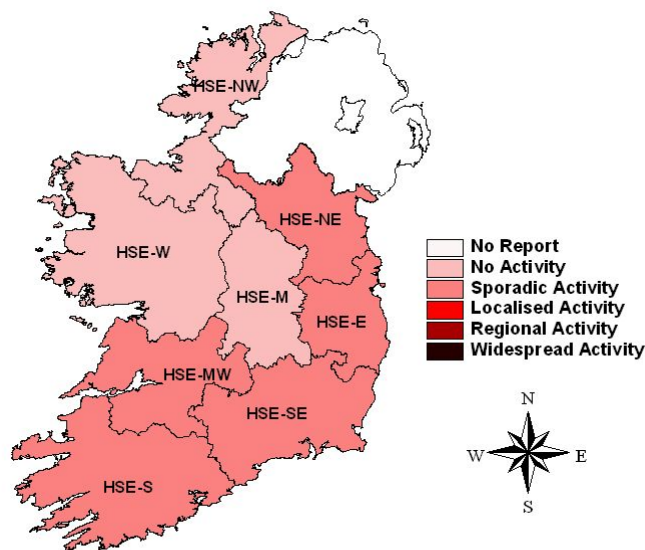 HSE-NW
HSE-NE
HSE-W
HSE-M
HSE-E
HSE-MW
HSE-SE
HSE-S
No Report
No Activity
Sporadic Activity
Localised Activity
Regional Activity
Widespread Activity
N
W E
S